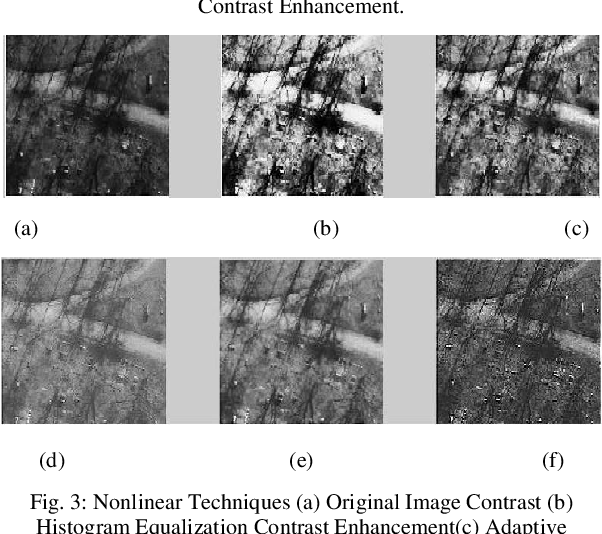 Contrast Enhancement.
(a) (b) (c)
(d) (e) (f)
Fig. 3: Nonlinear Techniques (a) Original Image Contrast (b)
Histogram Equalization Contrast Enhancement(c) Adaptive